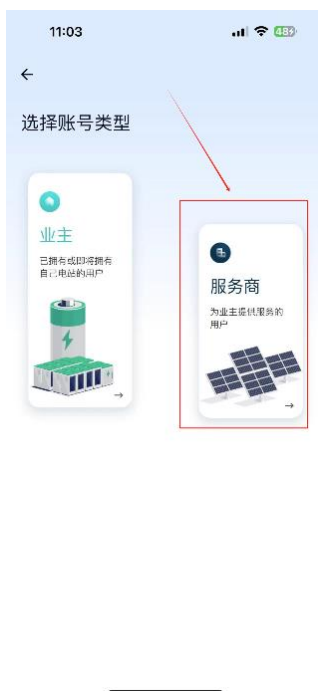 11:03
48
选择账号类型
业主
已拥有或即将拥有
自己电站的用户
服务商
为业主提供服务的
用户